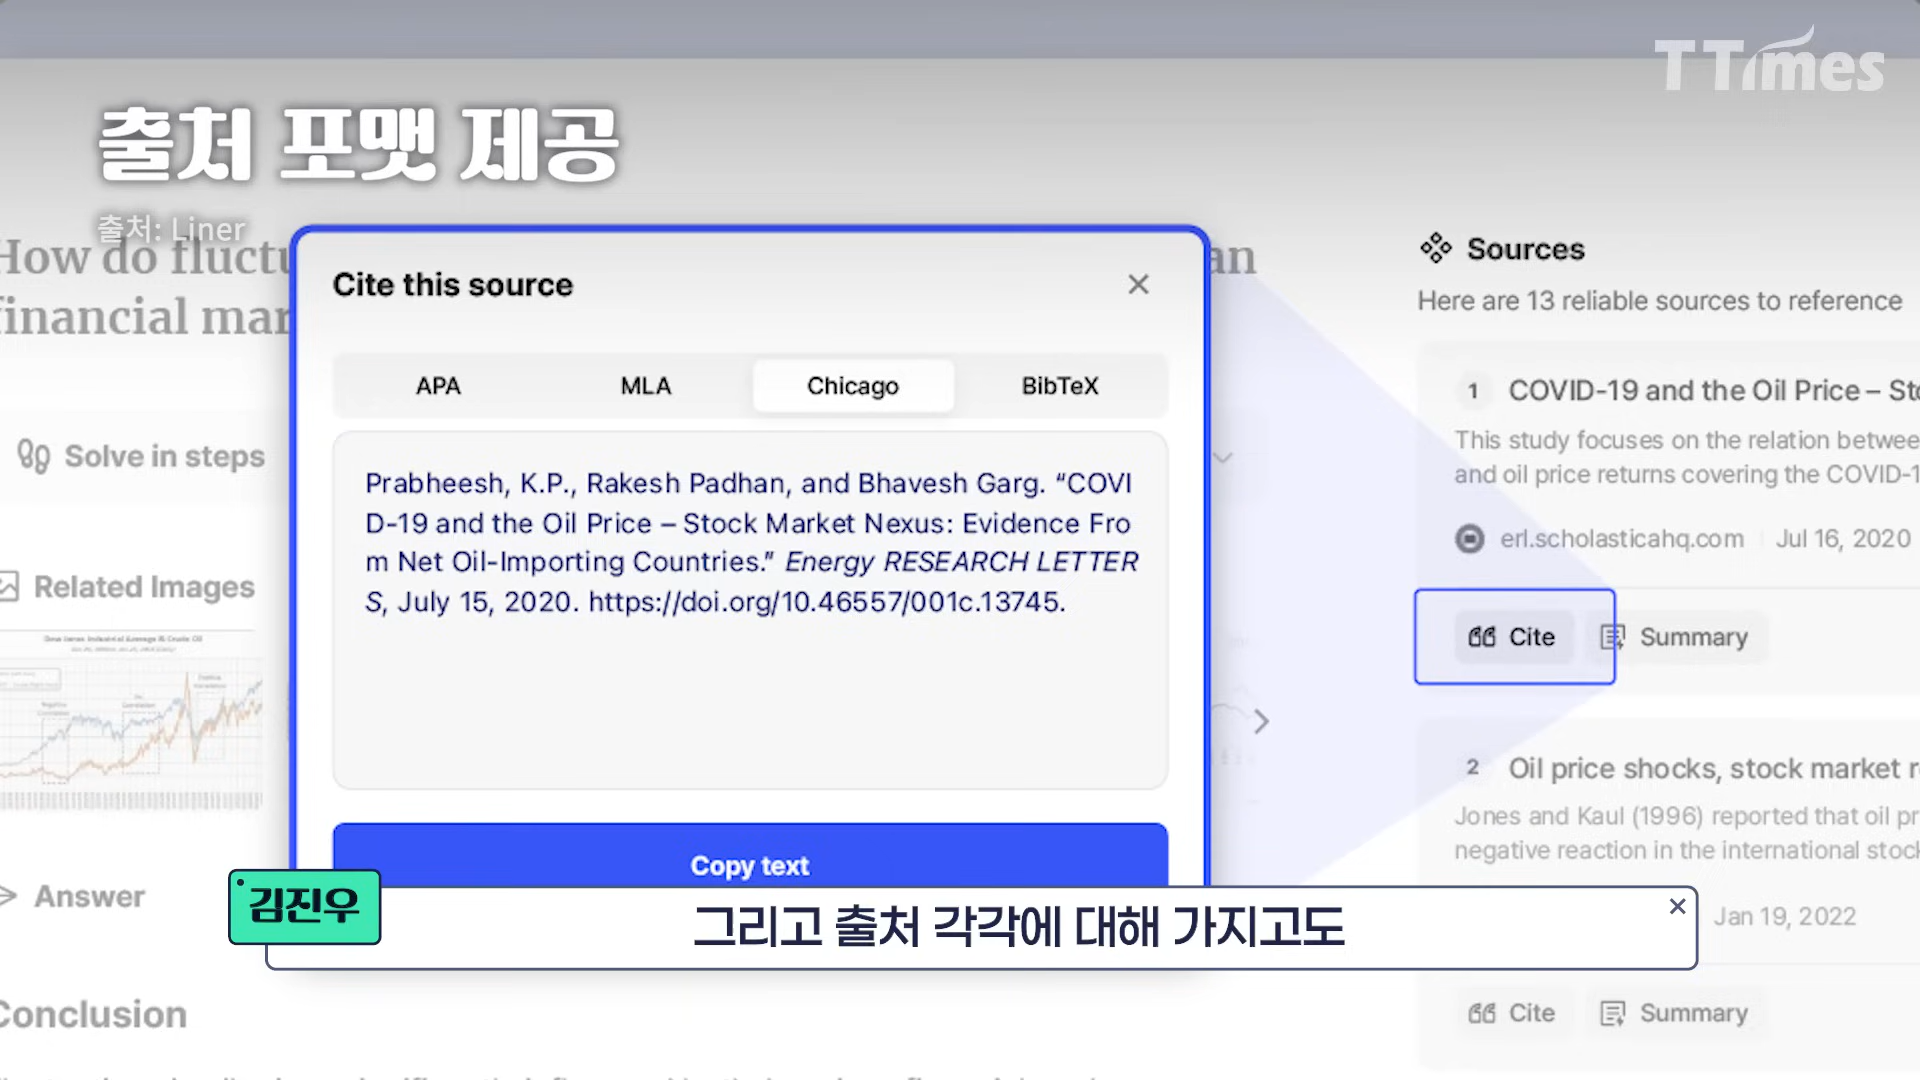 TTimes
출처 포맷 제공
출처: Liner
How do fluctu an
financial mar
Solve in steps
Related Images
Answer
Conclusion
Cite this source
APA MLA Chicago BibTeX
Prabheesh, K.P., Rakesh Padhan, and Bhavesh Garg. “COVI
D-19 and the Oil Price – Stock Market Nexus: Evidence Fro
m Net Oil-Importing Countries.” Energy RESEARCH LETTER
S, July 15, 2020. https://doi.org/10.46557/001c.13745.
Copy text
Sources
Here are 13 reliable sources to reference
1 COVID-19 and the Oil Price – Sto
This study focuses on the relation betwee
and oil price returns covering the COVID-1
erl.scholasticahq.com Jul 16, 2020
Cite Summary
2 Oil price shocks, stock market r
Jones and Kaul (1996) reported that oil pr
negative reaction in the international stock
Jan 19, 2022
Cite Summary
김진우
그리고 출처 각각에 대해 가지고도